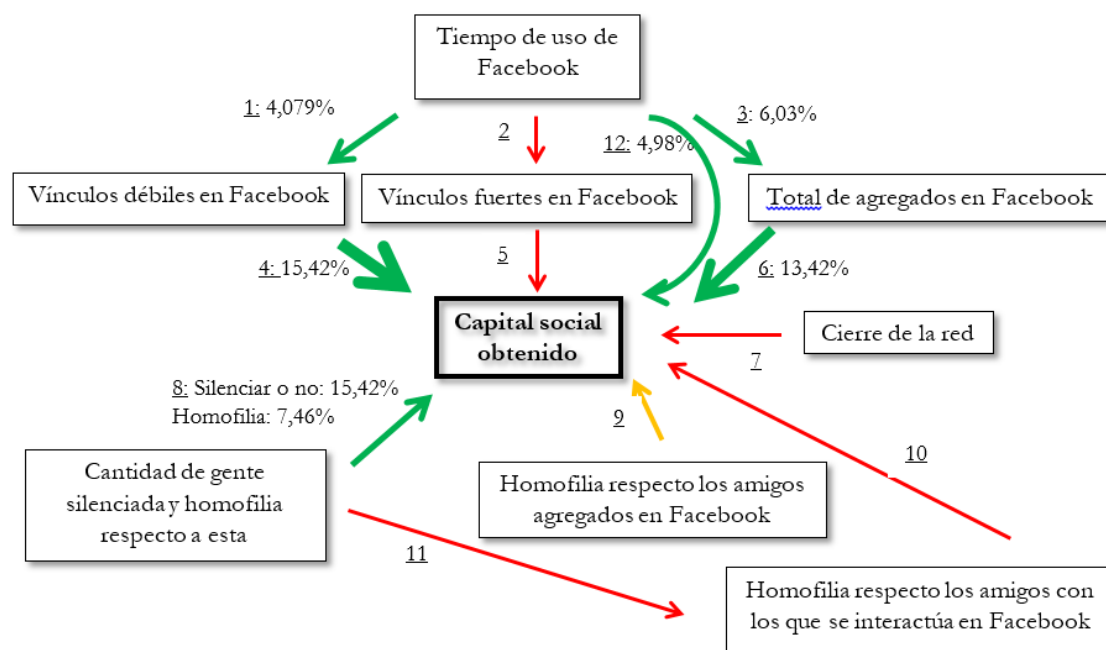 Tiempo de uso de
Facebook
1: 4,079%
2
12: 4,98%
3: 6,03%
Vínculos débiles en Facebook
Vínculos fuertes en Facebook
Total de agregados en Facebook
4: 15,42%
5
6: 13,42%
Capital social
obtenido
Cierre de la red
7
8: Silenciar o no: 15,42%
Homofilia: 7,46%
9
10
Cantidad de gente
silenciada y homofilia
respecto a esta
Homofilia respecto los amigos
agregados en Facebook
11
Homofilia respecto los amigos con
los que se interactúa en Facebook